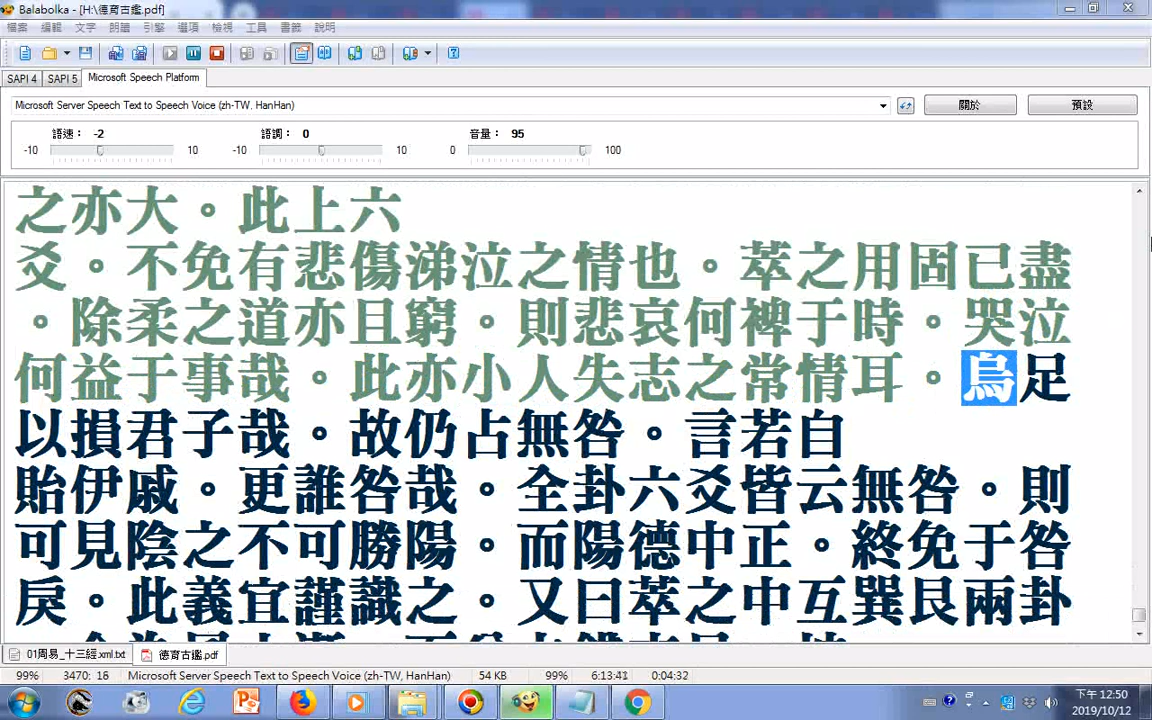 Balabolka - [H:\德育古鑑.pdf]
檔案 編輯 文字 朗讀 引擎 選項 檢視 工具 書籤 說明
SAPI 4 SAPI 5 Microsoft Speech Platform
Microsoft Server Speech Text to Speech Voice (zh-TW, HanHan) 關於 預設
語速： -2 語調： 0 音量： 95
-10 10 -10 10 0 100
之亦大。此上六
爻。不免有悲傷涕泣之情也。萃之用固已盡
。除柔之道亦且窮。則悲哀何裨于時。哭泣
何益于事哉。此亦小人失志之常情耳。烏足
以損君子哉。故仍占無咎。言若自
貽伊戚。更誰咎哉。全卦六爻皆云無咎。則
可見陰之不可勝陽。而陽德中正。終免于咎
戾。此義宜謹識之。又曰萃之中互巽艮兩卦
01周易_十三經.xml.txt 德育古鑑.pdf
99% 3470: 16 Microsoft Server Speech Text to Speech Voice (zh-TW, HanHan) 54 KB 99% 6:13:41 0:04:32
下午 12:50
2019/10/12